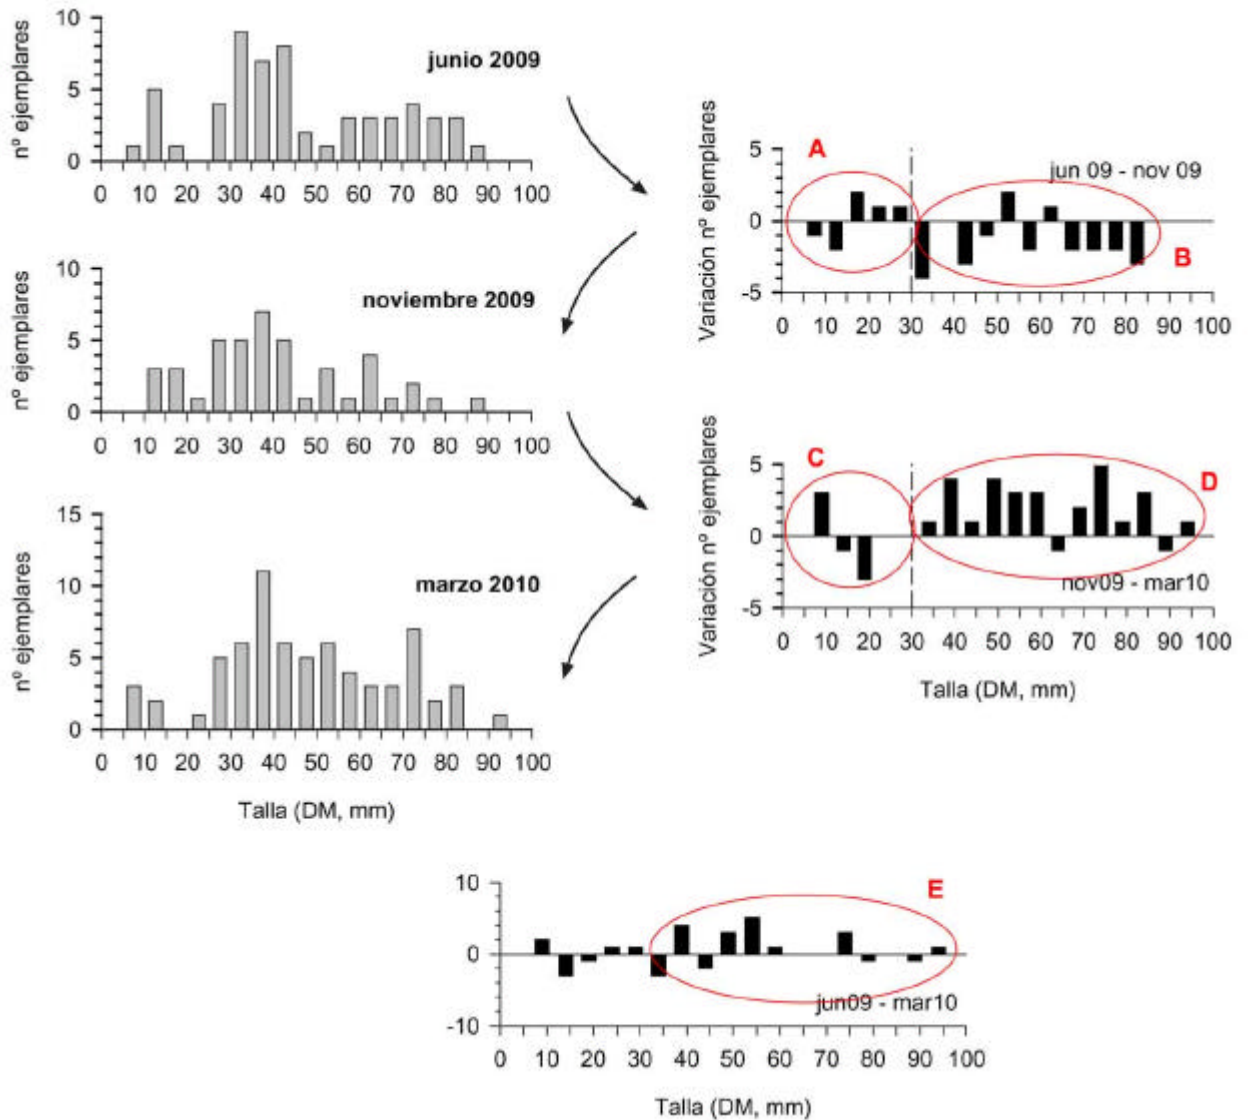 nº ejemplares
10
5
0
junio 2009
0 10 20 30 40 50 60 70 80 90 100
nº ejemplares
10
5
0
noviembre 2009
0 10 20 30 40 50 60 70 80 90 100
nº ejemplares
15
10
5
0
marzo 2010
0 10 20 30 40 50 60 70 80 90 100
Talla (DM, mm)
Variación nº ejemplares
5
0
-5
A
jun 09 - nov 09
B
0 10 20 30 40 50 60 70 80 90 100
Variación nº ejemplares
5
0
-5
C
D
nov09 - mar10
0 10 20 30 40 50 60 70 80 90 100
Talla (DM, mm)
10
0
-10
E
jun09 - mar10
0 10 20 30 40 50 60 70 80 90 100
Talla (DM, mm)